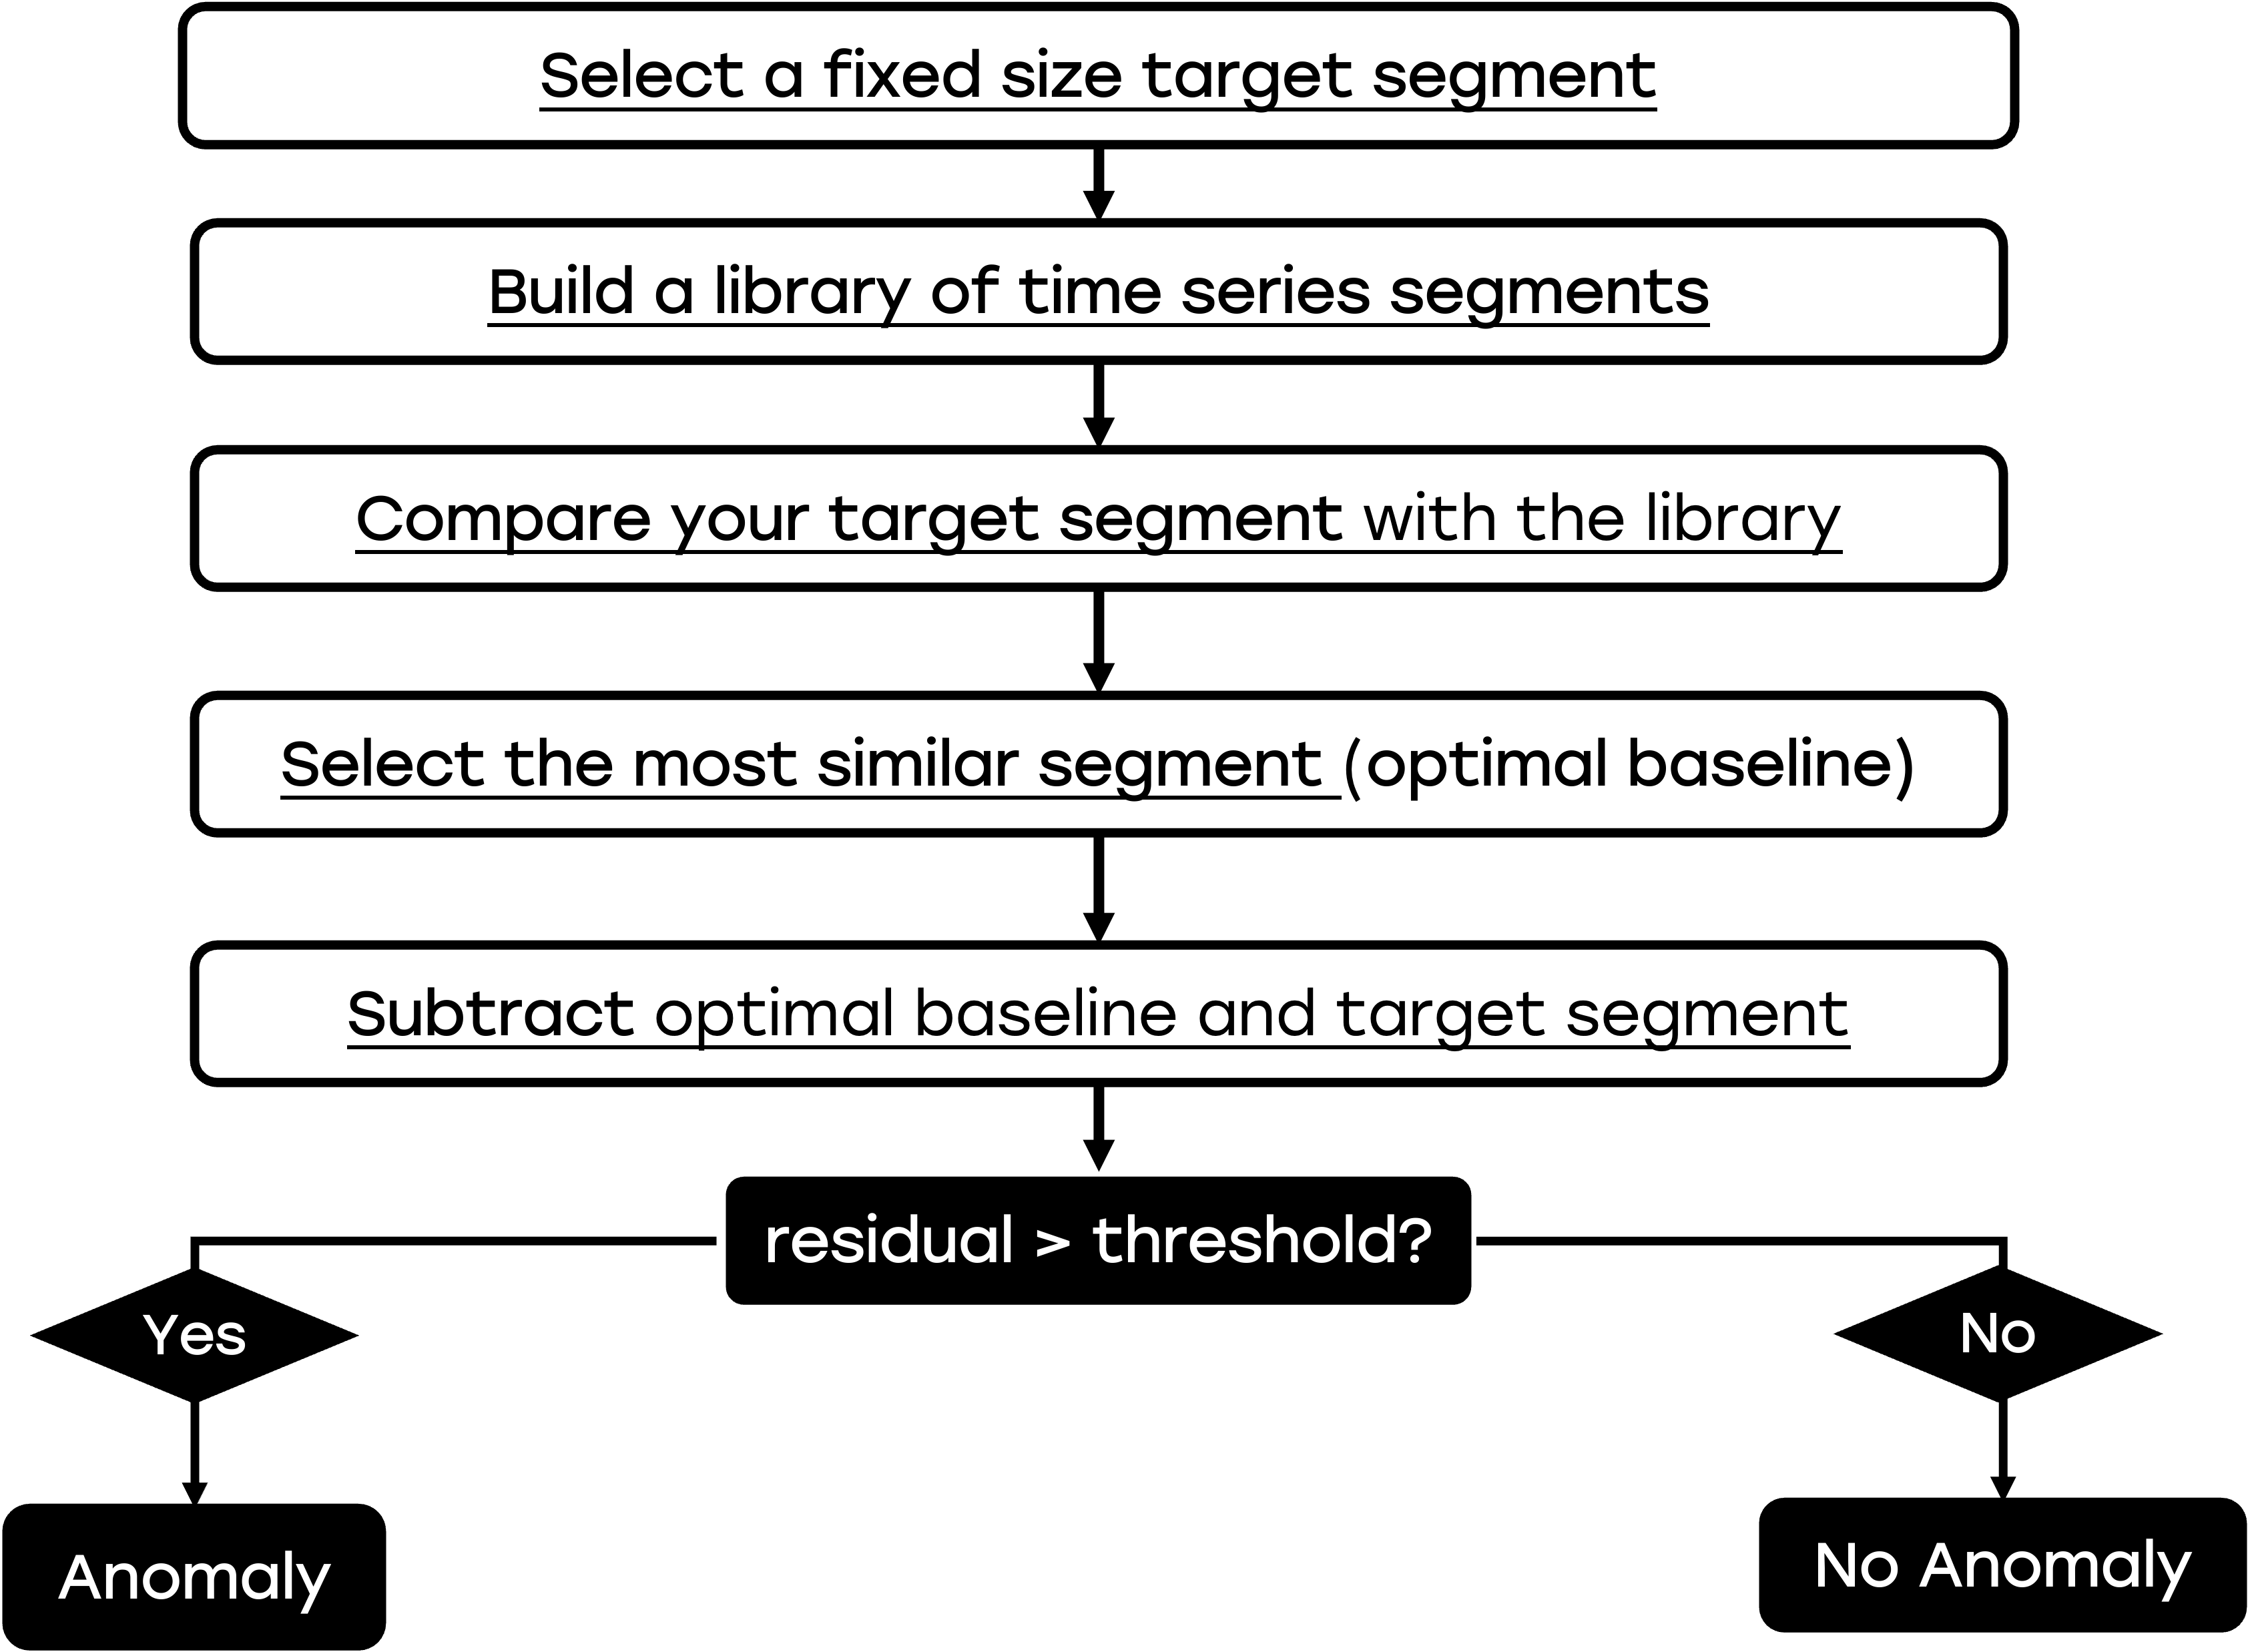 Select a fixed size target segment
Build a library of time series segments
Compare your target segment with the library
Select the most similar segment (optimal baseline)
Subtract optimal baseline and target segment
residual > threshold?
Yes
No
Anomaly
No Anomaly